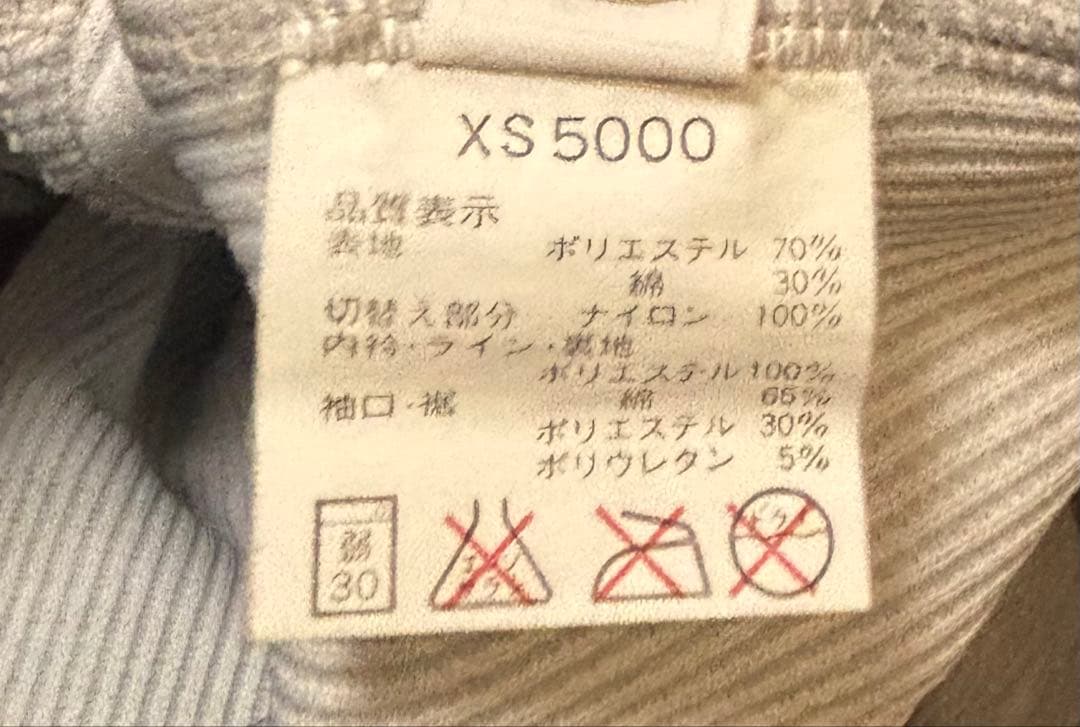 XS5000
品質表示
表地 ポリエステル 70%
綿 30%
切替え部分 ナイロン 100%
内衿・ライン・裏地
ポリエステル 100%
袖口・裾 綿 65%
ポリエステル 30%
ポリウレタン 5%
弱
30